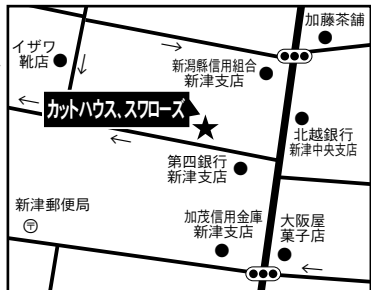 加藤茶舗
イザワ
靴店
新潟縣信用組合
新津支店
カットハウス、スワローズ
北越銀行
新津中央支店
第四銀行
新津支店
新津郵便局
〒
加茂信用金庫
新津支店
大阪屋
菓子店